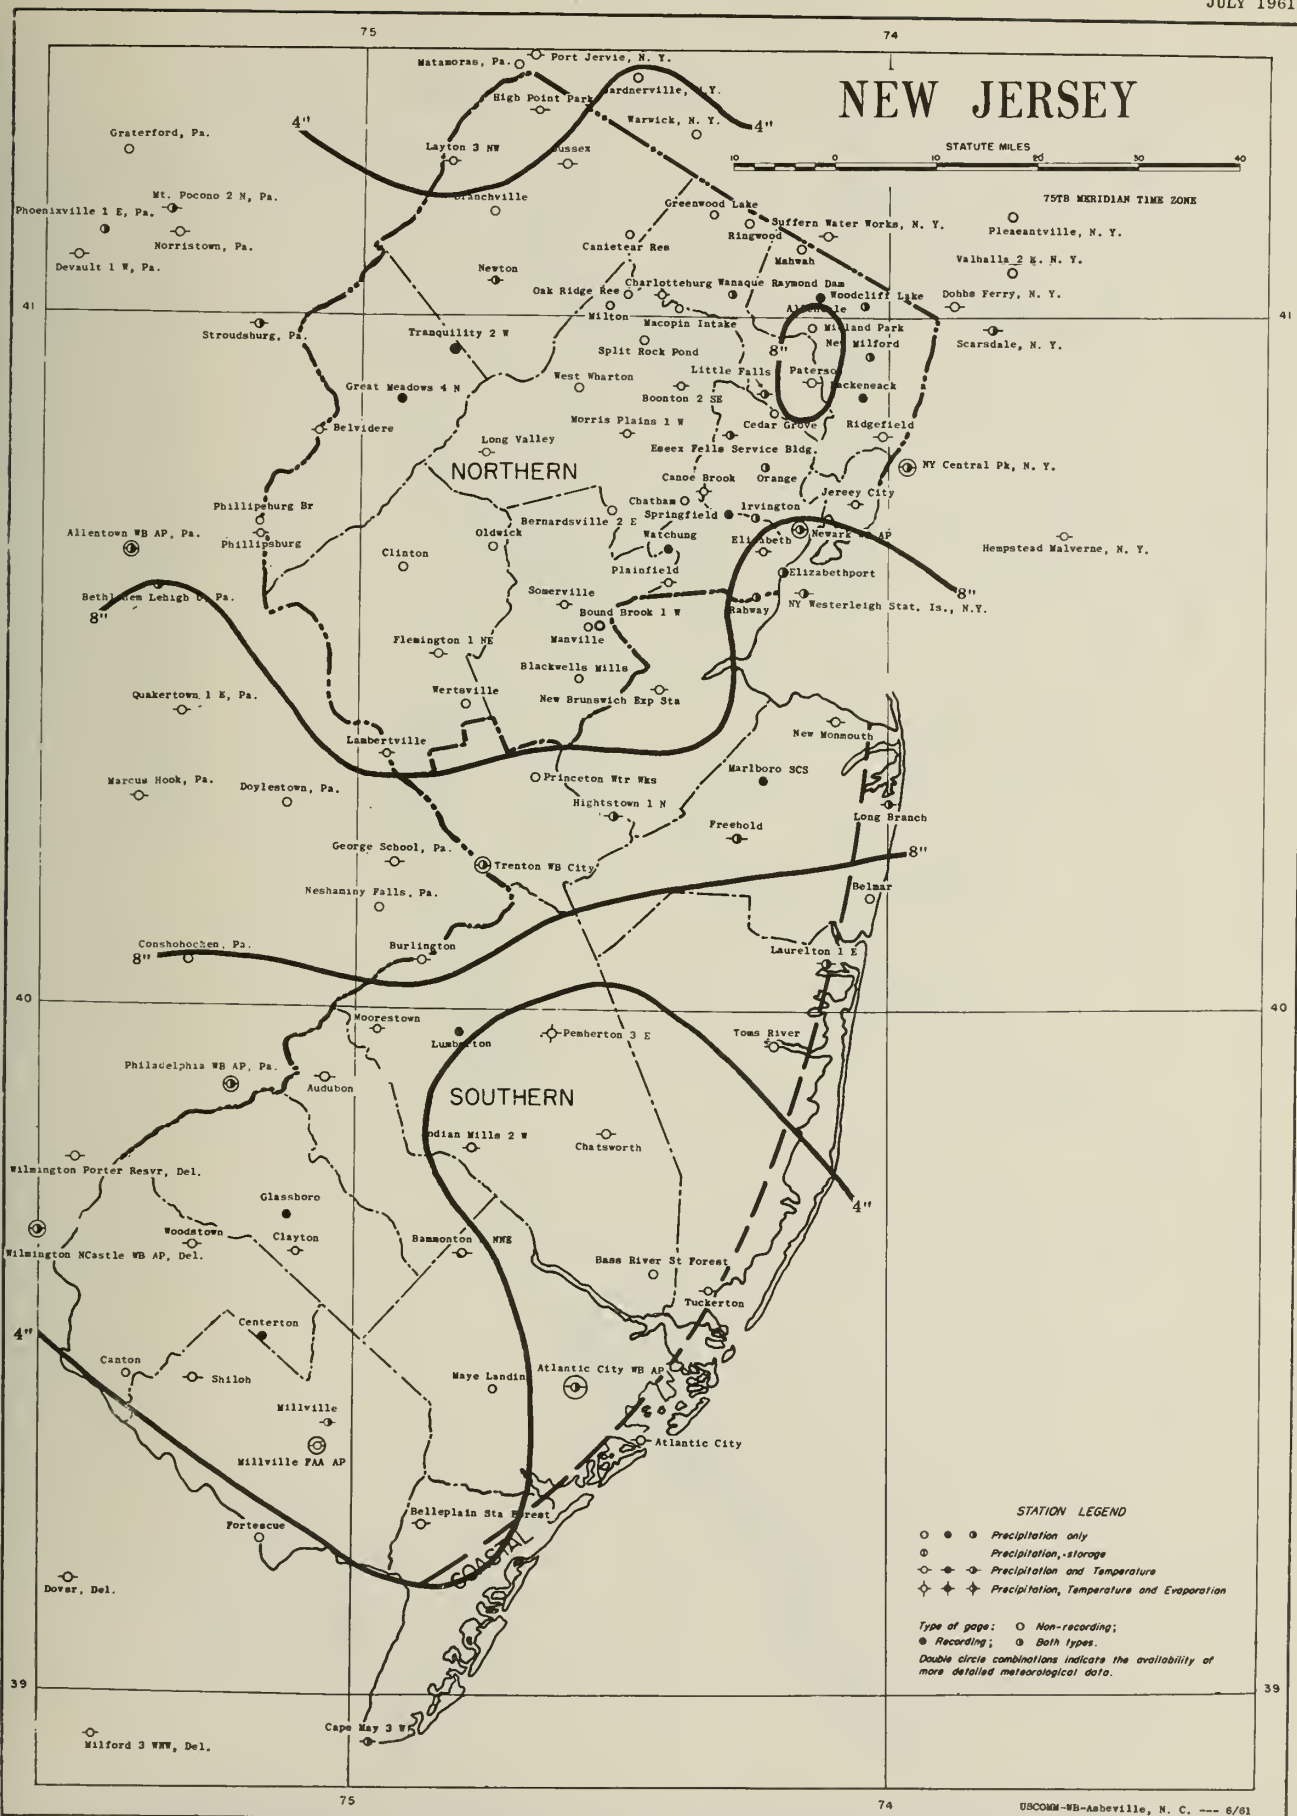 JULY 1961
75
74
NEW JERSEY
STATUTE MILES
10 0 10 20 30 40
75TH MERIDIAN TIME ZONE
Matamoras, Pa.
Port Jervie, N. Y.
High Point Park
4"
4"
Warwick, N. Y.
Graterford, Pa.
Layton 3 NW
Mt. Pocono 2 N, Pa.
Phoenixville 1 E, Pa.
Norristown, Pa.
Devault 1 W, Pa.
Greenwood Lake
Ringwood
Suffern Water Works, N. Y.
Mahwah
Pleasantville, N. Y.
Canistear Res
Newton
Oak Ridge Res
Charlotteburg
Wanaque Raymond Dam
Woodcliff Lake
Dobbs Ferry, N. Y.
Milton
Macopin Intake
41
41
Midland Park
Stroudsburg, Pa.
Tranquility 2 W
Split Rock Pond
8"
New Milford
Scarsdale, N. Y.
Great Meadows 4 N
West Wharton
Little Falls
Boonton 2 SE
Belvidere
Morris Plains 1 W
Cedar Grove
Ridgefield
Long Valley
Essex Fells Service Bldg.
NORTHERN
Canoe Brook
Orange
NY Central Pk, N. Y.
Chatham
Jersey City
Phillipsburg Br
Bernardsville 2 E
Springfield
Irvington
Allentown WB AP, Pa.
Phillipsburg
Oldwick
Watchung
Hempstead Malverne, N. Y.
Clinton
Plainfield
Elizabethport
8"
8"
Somerville
Rahway
NY Westerleigh Stat. Is., N.Y.
Bound Brook 1 W
Manville
Flemington 1 NE
Blackwells Mills
Quakertown 1 E, Pa.
Wertsville
New Brunswich Exp Sta
New Monmouth
Lambertville
Marcus Hook, Pa.
Doylestown, Pa.
Princeton Wtr Wks
Marlboro SCS
Hightstown 1 N
Long Branch
Freehold
George School, Pa.
Trenton WB City
8"
Neshaminy Falls, Pa.
Belmar
Conshohocken, Pa.
8"
Burlington
Laurelton 1 E
40
40
Moorestown
Lumberton
Pemberton 3 E
Toms River
Philadelphia WB AP, Pa.
Audubon
SOUTHERN
Indian Mills 2 W
Chatsworth
Wilmington Porter Resvr, Del.
Glassboro
4"
Woodstown
Clayton
Wilmington NCastle WB AP, Del.
Bass River St Forest
Tuckerton
4"
Centerton
Canton
Shiloh
Maye Landin
Atlantic City WB AP
Millville
Millville FAA AP
Atlantic City
Belleplain Sta Forest
Fortescue
COASTAL
Dover, Del.
STATION LEGEND
Precipitation only
Precipitation, storage
Precipitation and Temperature
Precipitation, Temperature and Evaporation
Type of gage: Non-recording;
Recording; Both types.
Double circle combinations indicate the availability of
more detailed meteorological data.
39
39
Cape May 3 W
Milford 3 WNW, Del.
75
74
USCOMM-WB-Asheville, N. C. --- 6/61